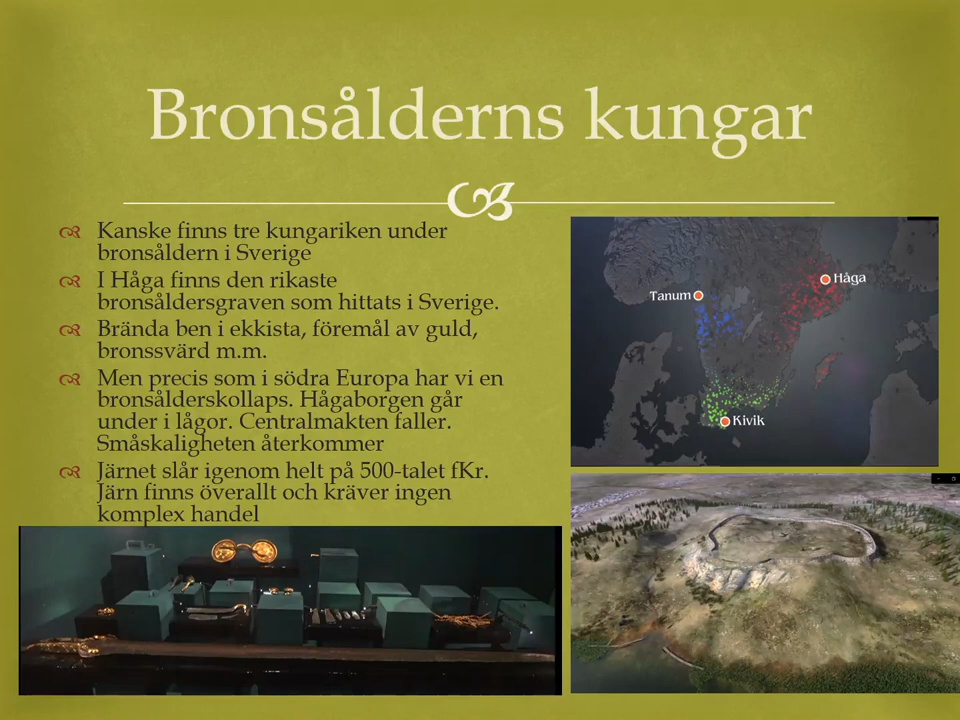 Bronsålderns kungar
Kanske finns tre kungariken under
bronsåldern i Sverige
I Håga finns den rikaste
bronsåldersgraven som hittats i Sverige.
Brända ben i ekkista, föremål av guld,
bronssvärd m.m.
Men precis som i södra Europa har vi en
bronsålderskollaps. Hågaborgen går
under i lågor. Centralmakten faller.
Småskaligheten återkommer
Järnet slår igenom helt på 500-talet fKr.
Järn finns överallt och kräver ingen
komplex handel
Håga
Tanum
Kivik